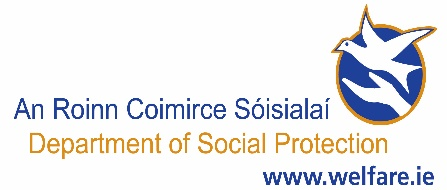 An Roinn Coimirce Sóisialaí
Department of Social Protection
www.welfare.ie